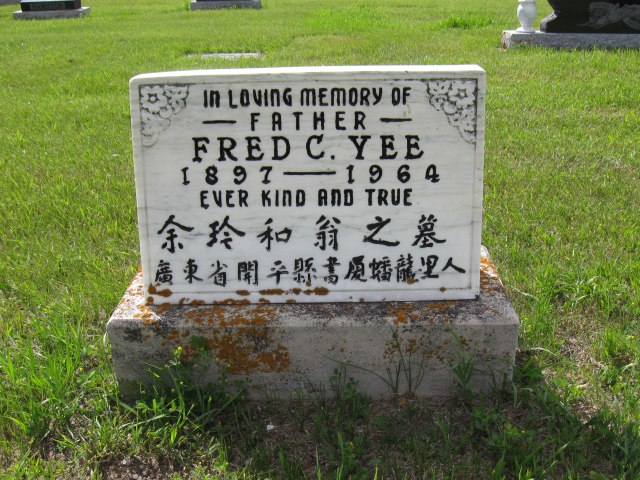 IN LOVING MEMORY OF
— FATHER —
FRED C. YEE
1897 — 1964
EVER KIND AND TRUE
余玲和翁之墓
廣東省開平縣書厦蟠龍里人